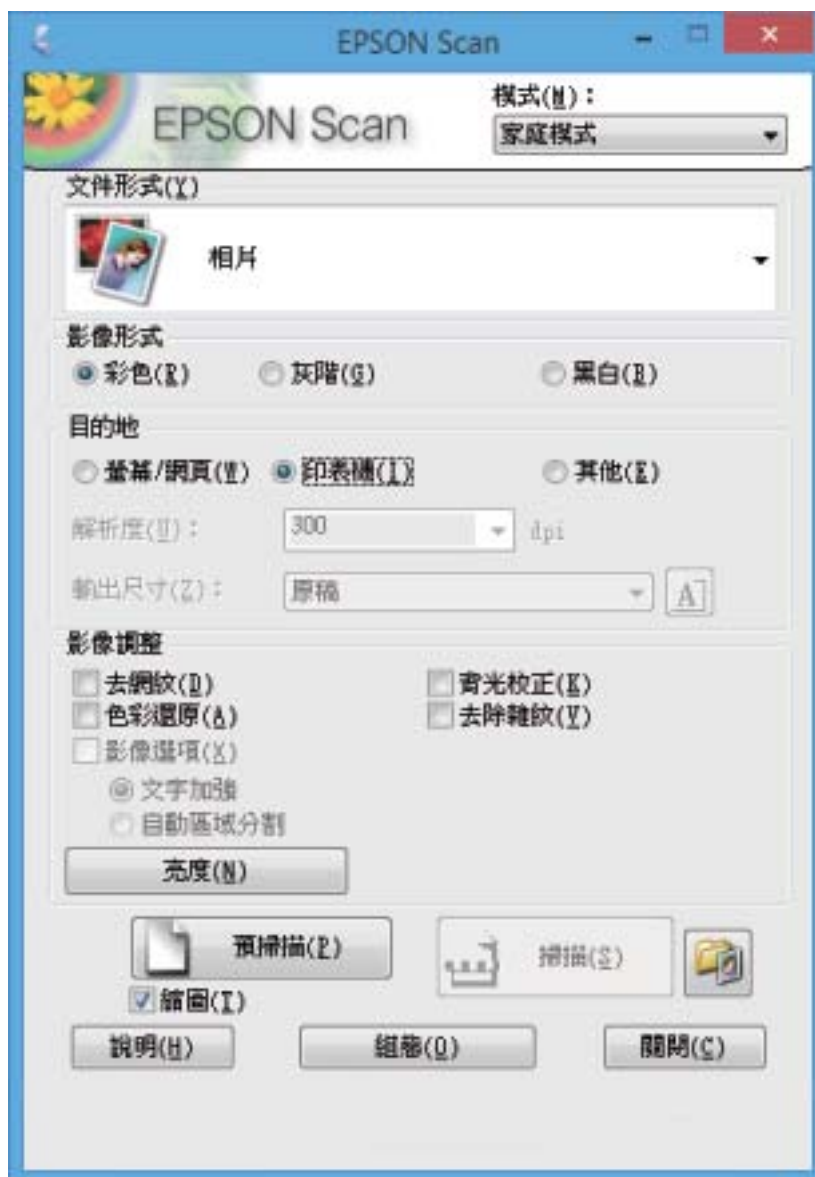 EPSON Scan
EPSON Scan
模式(M)：
家庭模式
文件形式(Y)
相片
影像形式
彩色(R) 灰階(G) 黑白(B)
目的地
螢幕/網頁(W) 印表機(I) 其他(E)
解析度(U)： 300 dpi
輸出尺寸(Z)： 原稿 A
影像調整
去網紋(D) 背光校正(K)
色彩還原(A) 去除雜紋(V)
影像選項(X)
文字加強
自動區域分割
亮度(N)
預掃描(P) 掃描(S)
縮圖(T)
說明(H) 組態(O) 關閉(C)